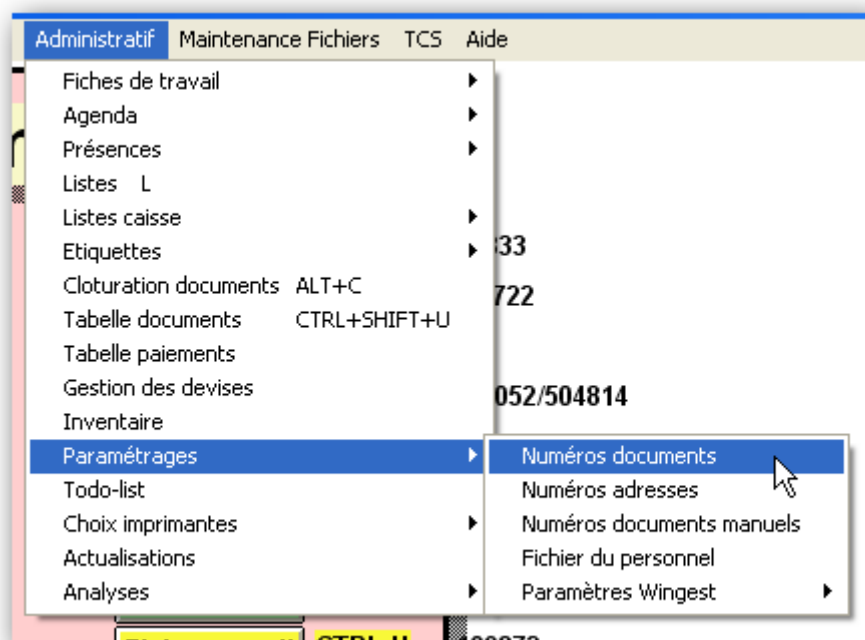 Administratif Maintenance Fichiers TCS Aide
Fiches de travail
Agenda
Présences
Listes L
Listes caisse
Etiquettes
333
Cloturation documents ALT+C
722
Tabelle documents CTRL+SHIFT+U
Tabelle paiements
Gestion des devises
052/504814
Inventaire
Paramétrages
Numéros documents
Todo-list
Numéros adresses
Choix imprimantes
Numéros documents manuels
Actualisations
Fichier du personnel
Analyses
Paramètres Wingest